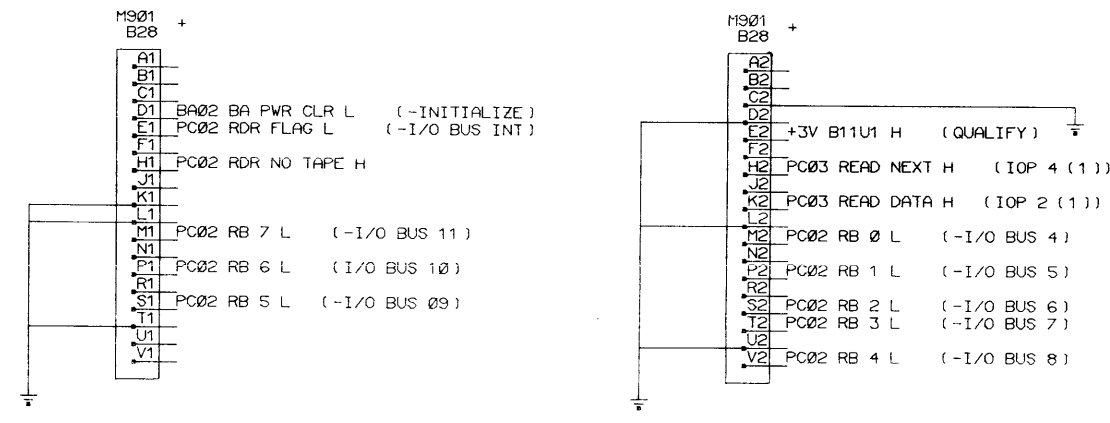 M9Ø1 +
B28
A1
B1
C1
D1 BAØ2 BA PWR CLR L (-INITIALIZE)
E1 PCØ2 RDR FLAG L (-I/O BUS INT)
F1
H1 PCØ2 RDR NO TAPE H
J1
K1
L1
M1 PCØ2 RB 7 L (-I/O BUS 11)
N1
P1 PCØ2 RB 6 L (I/O BUS 1Ø)
R1
S1 PCØ2 RB 5 L (-I/O BUS Ø9)
T1
U1
V1
M9Ø1 +
B28
A2
B2
C2
D2
E2 +3V B11U1 H (QUALIFY)
F2
H2 PCØ3 READ NEXT H (IOP 4 (1))
J2
K2 PCØ3 READ DATA H (IOP 2 (1))
L2
M2 PCØ2 RB Ø L (-I/O BUS 4)
N2
P2 PCØ2 RB 1 L (-I/O BUS 5)
R2
S2 PCØ2 RB 2 L (-I/O BUS 6)
T2 PCØ2 RB 3 L (-I/O BUS 7)
U2
V2 PCØ2 RB 4 L (-I/O BUS 8)